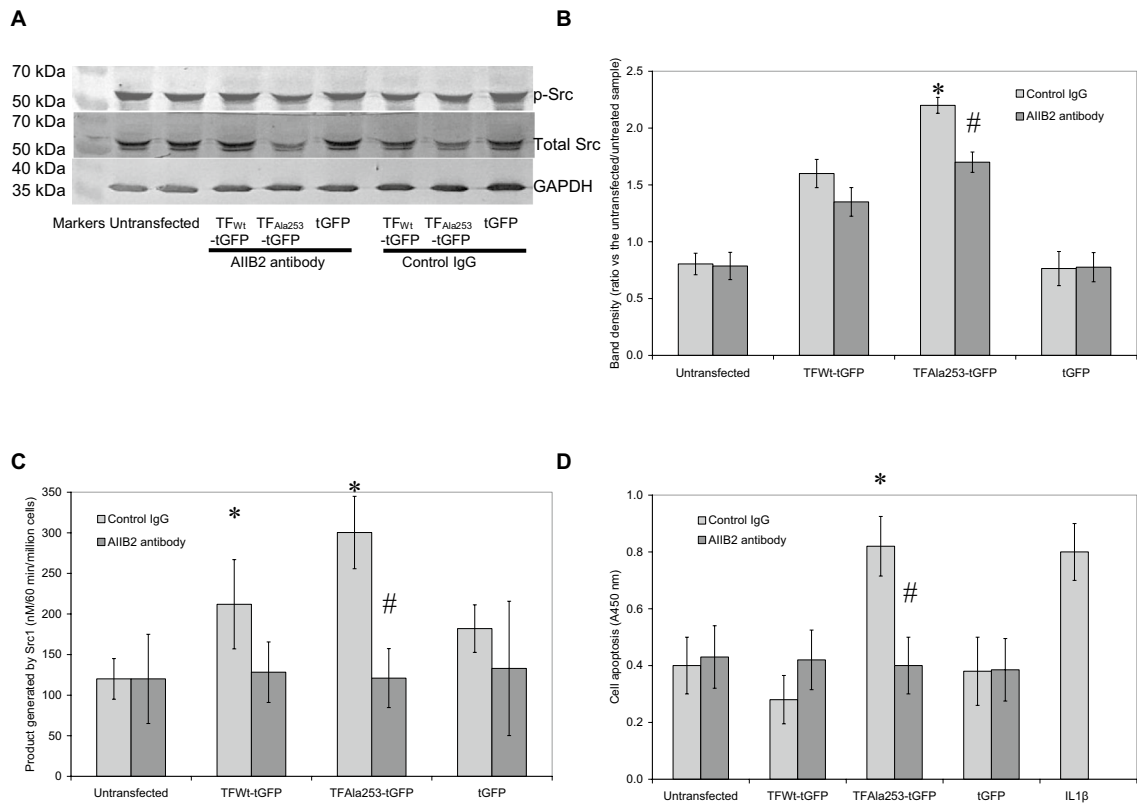 A
70 kDa
50 kDa
p-Src
70 kDa
50 kDa
Total Src
40 kDa
35 kDa
GAPDH
Markers Untransfected TFWt TFAla253 tGFP TFWt TFAla253 tGFP
-tGFP -tGFP -tGFP -tGFP
AIIB2 antibody Control IgG
B
Band density (ratio vs the untransfected/untreated sample)
2.5
2.0
1.5
1.0
0.5
0.0
Control IgG
AIIB2 antibody
*
#
Untransfected TFWt-tGFP TFAla253-tGFP tGFP
C
Product generated by Src1 (nM/60 min/million cells)
350
300
250
200
150
100
50
0
Control IgG
AIIB2 antibody
*
*
#
Untransfected TFWt-tGFP TFAla253-tGFP tGFP
D
Cell apoptosis (A450 nm)
1.0
0.8
0.6
0.4
0.2
0.0
Control IgG
AIIB2 antibody
*
#
Untransfected TFWt-tGFP TFAla253-tGFP tGFP IL1β